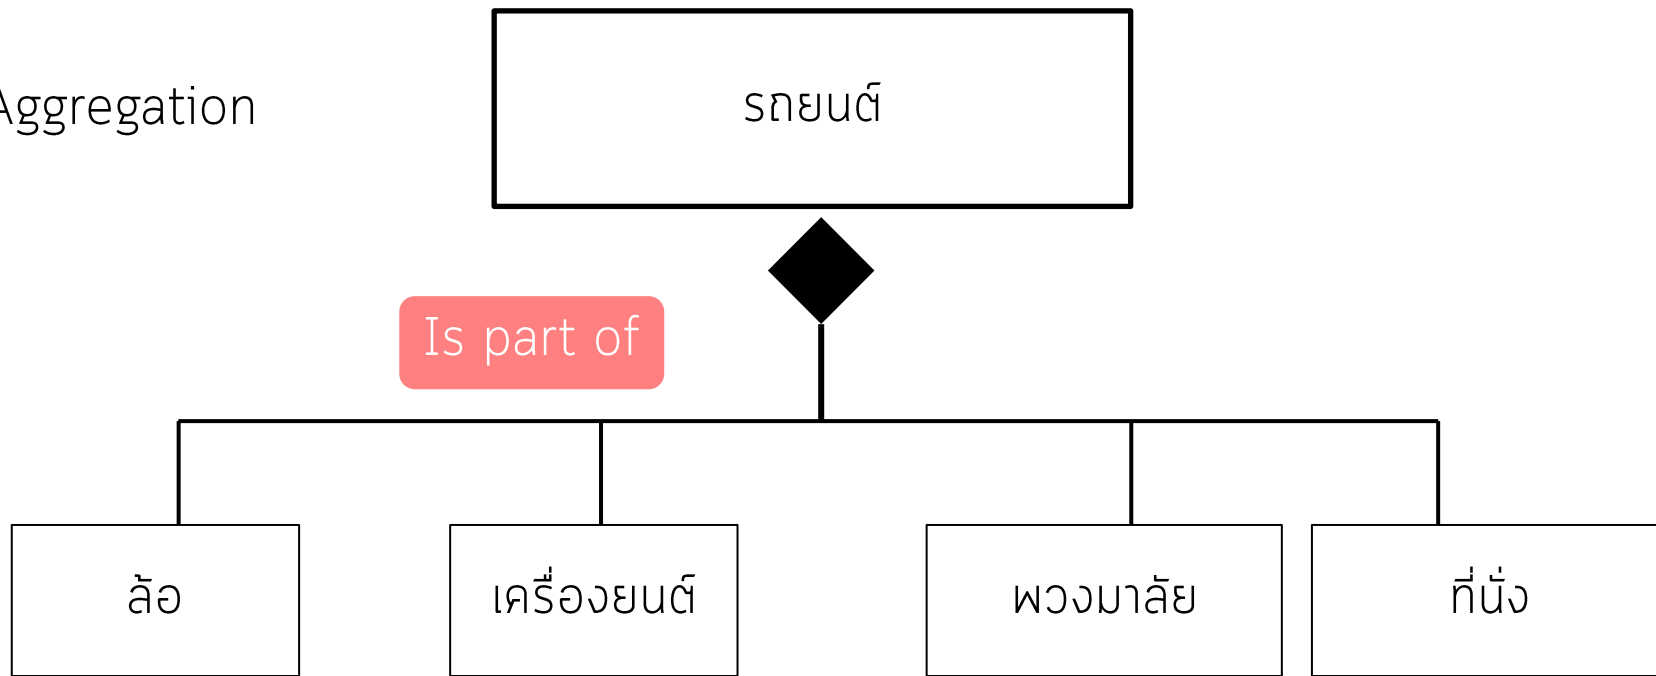 Aggregation
รถยนต์
Is part of
ล้อ
เครื่องยนต์
พวงมาลัย
ที่นั่ง